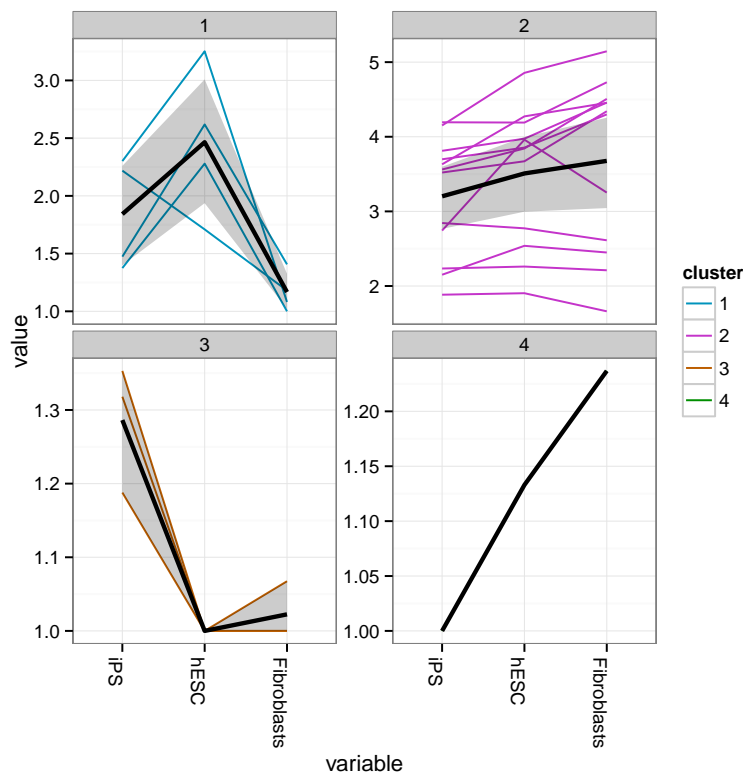 1
2
3.0
2.5
2.0
1.5
1.0
5
4
3
2
value
cluster
1
2
3
4
3
4
1.3
1.2
1.1
1.0
1.20
1.15
1.10
1.05
1.00
iPS
hESC
Fibroblasts
iPS
hESC
Fibroblasts
variable